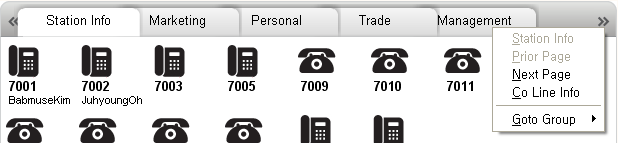 « Station Info Marketing Personal Trade Management »
Station Info
Prior Page
Next Page
Co Line Info
Goto Group
7001 7002 7003 7005 7009 7010 7011
BabmuseKim JuhyoungOh